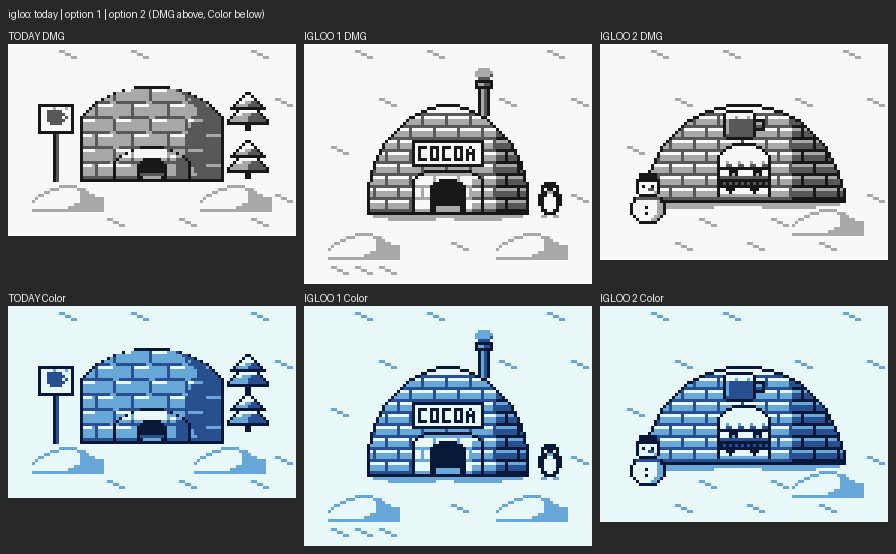 igloo: today | option 1 | option 2 (DMG above, Color below)
TODAY DMG
IGLOO 1 DMG
IGLOO 2 DMG
COCOA
TODAY Color
IGLOO 1 Color
IGLOO 2 Color
COCOA